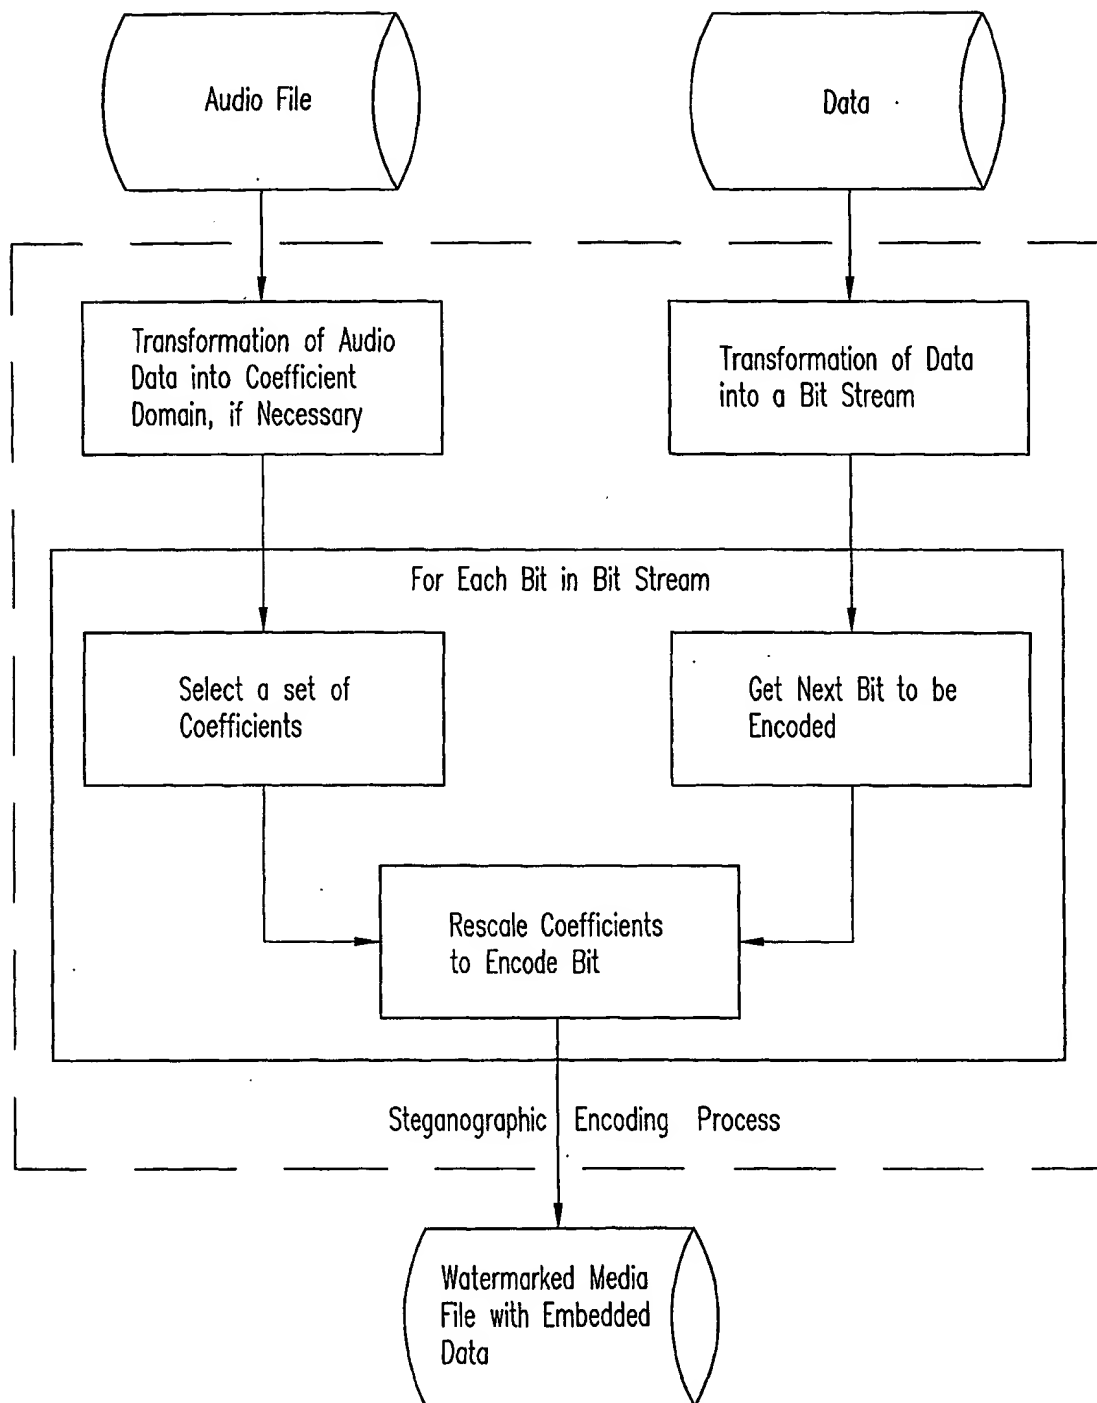 Audio File
Data
Transformation of Audio
Data into Coefficient
Domain, if Necessary
Transformation of Data
into a Bit Stream
For Each Bit in Bit Stream
Select a set of
Coefficients
Get Next Bit to be
Encoded
Rescale Coefficients
to Encode Bit
Steganographic Encoding Process
Watermarked Media
File with Embedded
Data